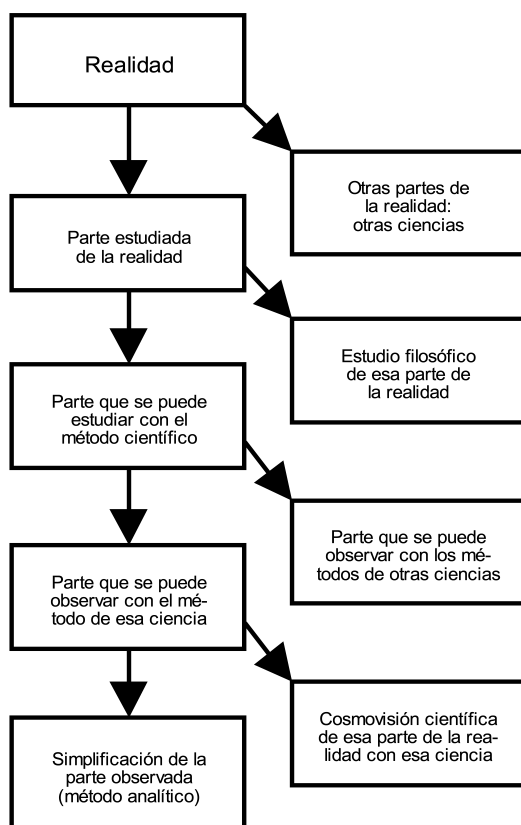 Realidad
Otras partes de
la realidad:
otras ciencias
Parte estudiada
de la realidad
Estudio filosófico
de esa parte de
la realidad
Parte que se puede
estudiar con el
método científico
Parte que se puede
observar con los mé-
todos de otras ciencias
Parte que se puede
observar con el mé-
todo de esa ciencia
Cosmovisión científica
de esa parte de la rea-
lidad con esa ciencia
Simplificación de la
parte observada
(método analítico)